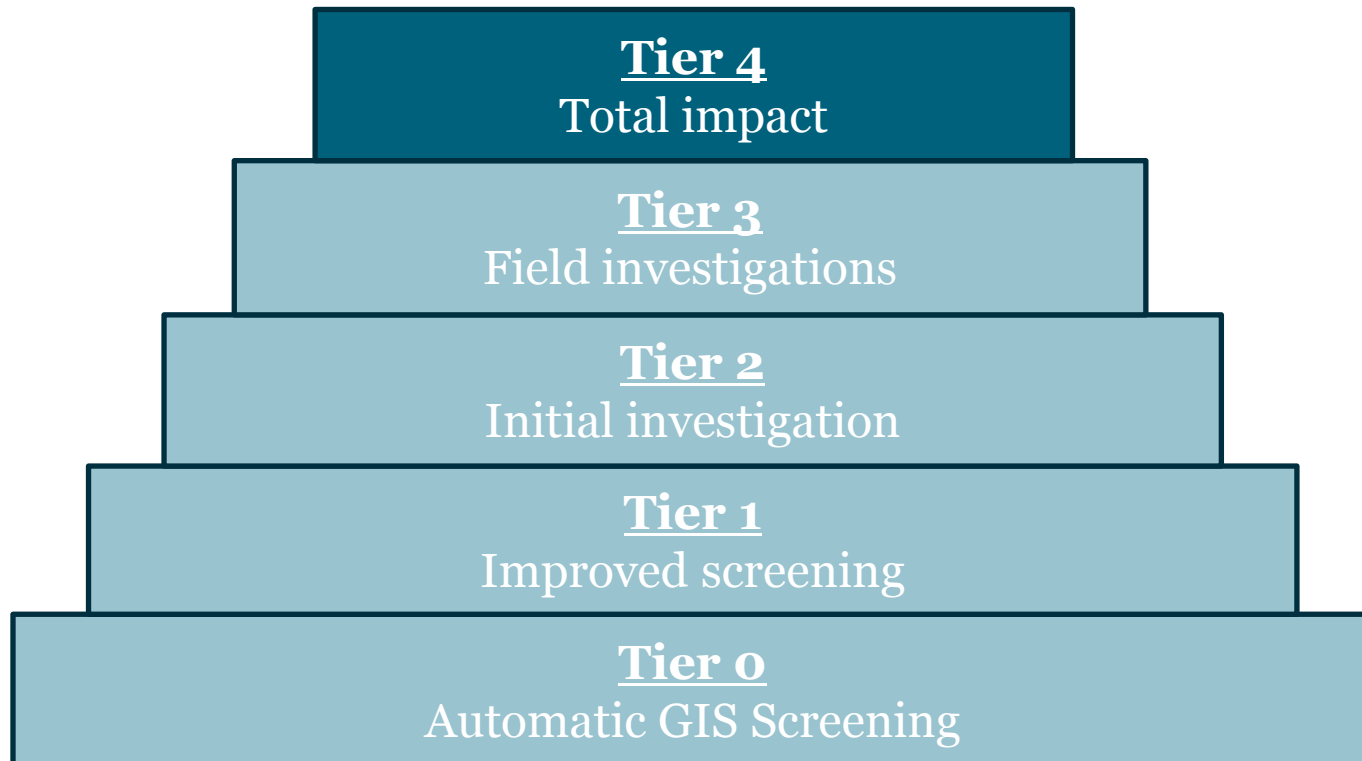 Tier 4
Total impact
Tier 3
Field investigations
Tier 2
Initial investigation
Tier 1
Improved screening
Tier 0
Automatic GIS Screening